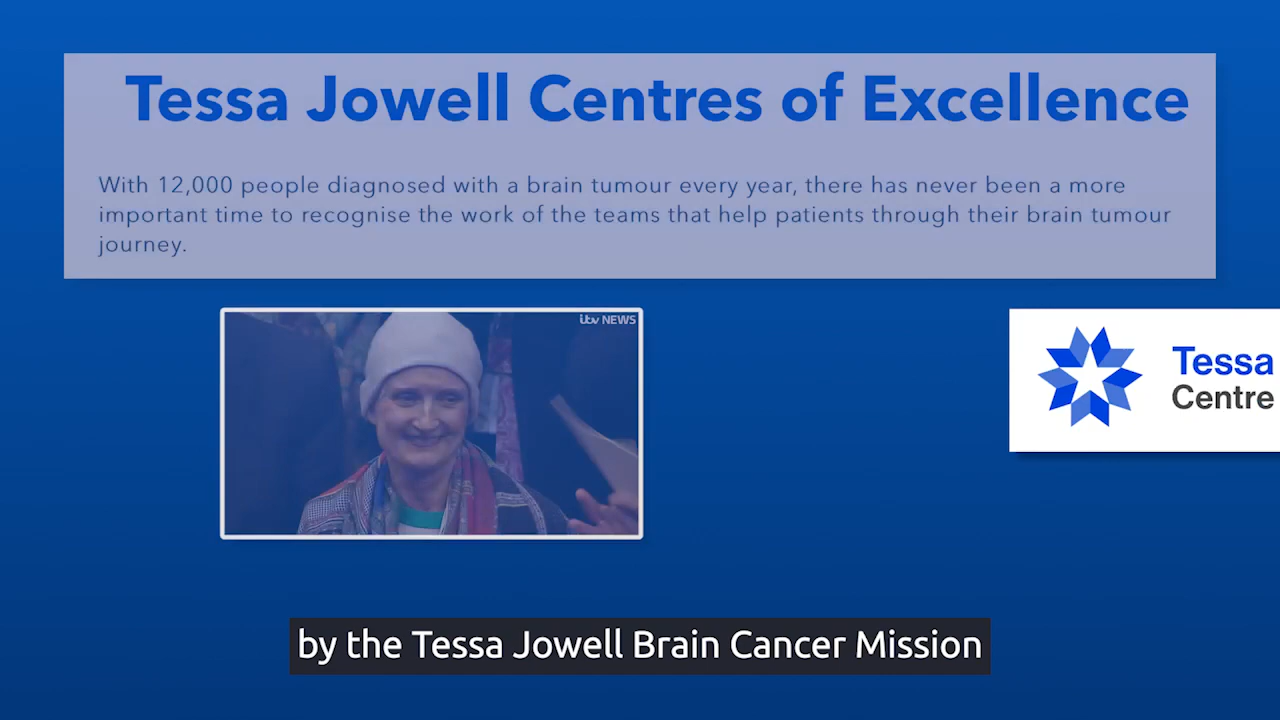 Tessa Jowell Centres of Excellence
With 12,000 people diagnosed with a brain tumour every year, there has never been a more
important time to recognise the work of the teams that help patients through their brain tumour
journey.
itv NEWS
Tessa
Centre
by the Tessa Jowell Brain Cancer Mission